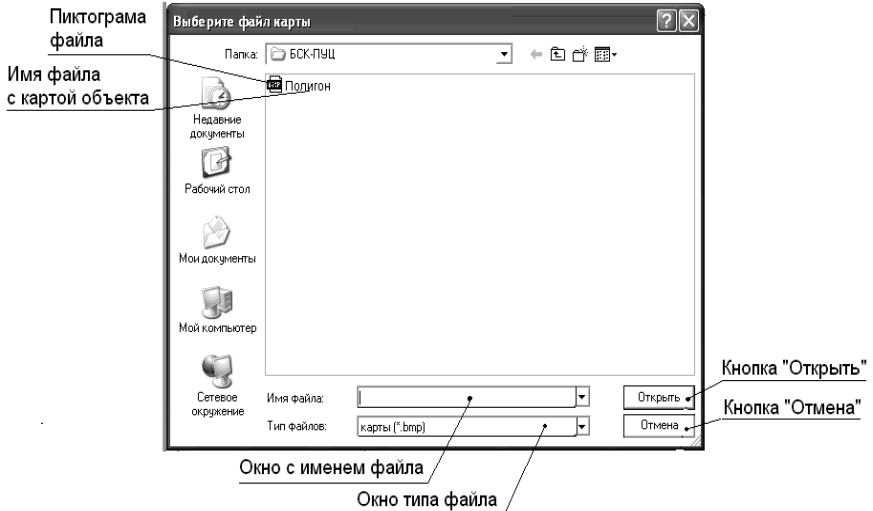 Пиктограма
файла
Имя файла
с картой объекта
Выберите файл карты
Папка: БСК-ПУЦ
BMP Полигон
Недавние
документы
Рабочий стол
Мои документы
Мой компьютер
Сетевое
окружение
Имя файла:
Открыть
Тип файлов: карты (*.bmp)
Отмена
Кнопка "Открыть"
Кнопка "Отмена"
Окно с именем файла
Окно типа файла